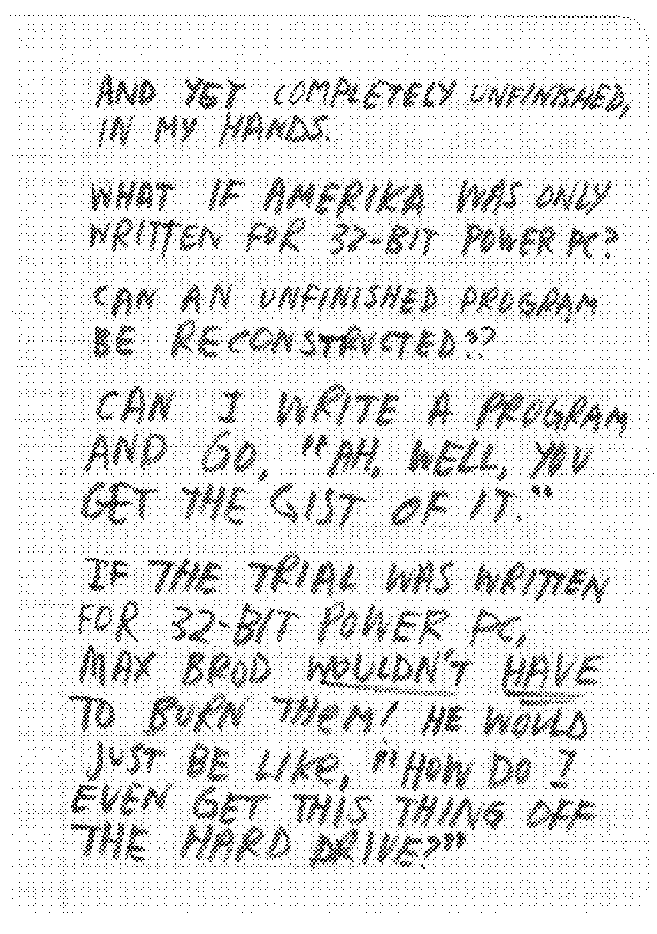 AND YET COMPLETELY UNFINISHED,
IN MY HANDS.
WHAT IF AMERIKA WAS ONLY
WRITTEN FOR 32-BIT POWER PC?
CAN AN UNFINISHED PROGRAM
BE RECONSTRUCTED??
CAN I WRITE A PROGRAM
AND GO, "AH, WELL, YOU
GET THE GIST OF IT."
IF THE TRIAL WAS WRITTEN
FOR 32-BIT POWER PC,
MAX BROD WOULDN'T HAVE
TO BURN THEM! HE WOULD
JUST BE LIKE, "HOW DO I
EVEN GET THIS THING OFF
THE HARD DRIVE?"